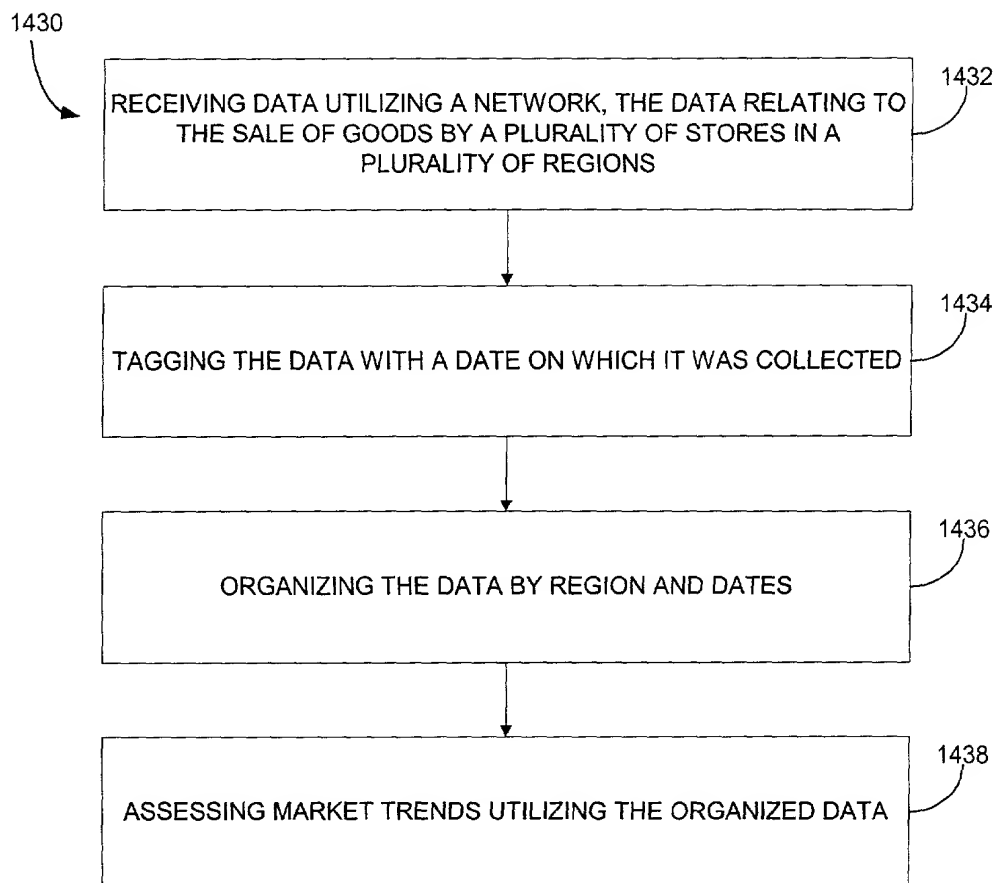 1430
1432
RECEIVING DATA UTILIZING A NETWORK, THE DATA RELATING TO
THE SALE OF GOODS BY A PLURALITY OF STORES IN A
PLURALITY OF REGIONS
1434
TAGGING THE DATA WITH A DATE ON WHICH IT WAS COLLECTED
1436
ORGANIZING THE DATA BY REGION AND DATES
1438
ASSESSING MARKET TRENDS UTILIZING THE ORGANIZED DATA